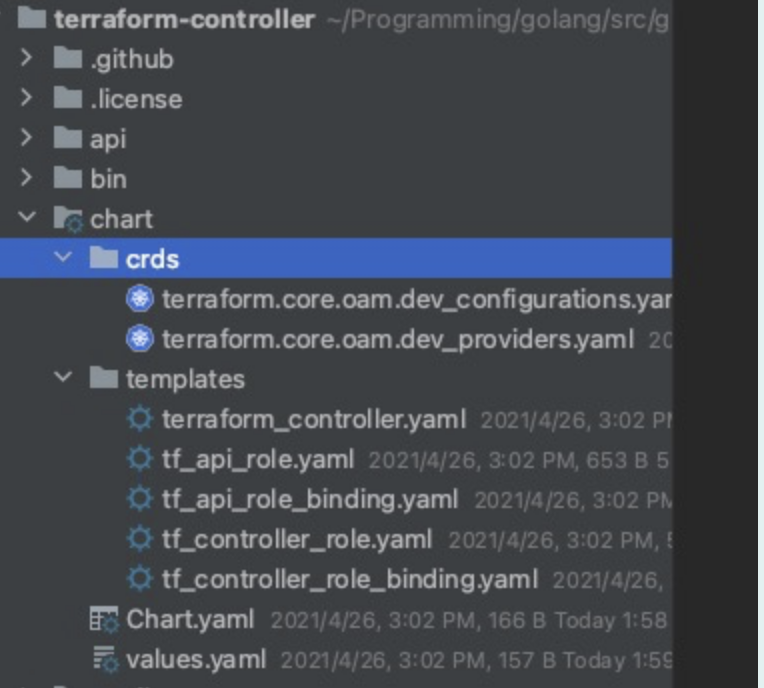 terraform-controller ~/Programming/golang/src/g
.github
.license
api
bin
chart
crds
terraform.core.oam.dev_configurations.yar
terraform.core.oam.dev_providers.yaml 20
templates
terraform_controller.yaml 2021/4/26, 3:02 PM
tf_api_role.yaml 2021/4/26, 3:02 PM, 653 B 5
tf_api_role_binding.yaml 2021/4/26, 3:02 PM
tf_controller_role.yaml 2021/4/26, 3:02 PM, 5
tf_controller_role_binding.yaml 2021/4/26,
Chart.yaml 2021/4/26, 3:02 PM, 166 B Today 1:58
values.yaml 2021/4/26, 3:02 PM, 157 B Today 1:59